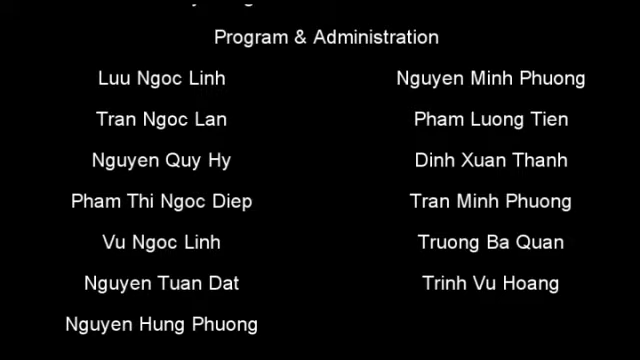 Program & Administration
Luu Ngoc Linh
Nguyen Minh Phuong
Tran Ngoc Lan
Pham Luong Tien
Nguyen Quy Hy
Dinh Xuan Thanh
Pham Thi Ngoc Diep
Tran Minh Phuong
Vu Ngoc Linh
Truong Ba Quan
Nguyen Tuan Dat
Trinh Vu Hoang
Nguyen Hung Phuong